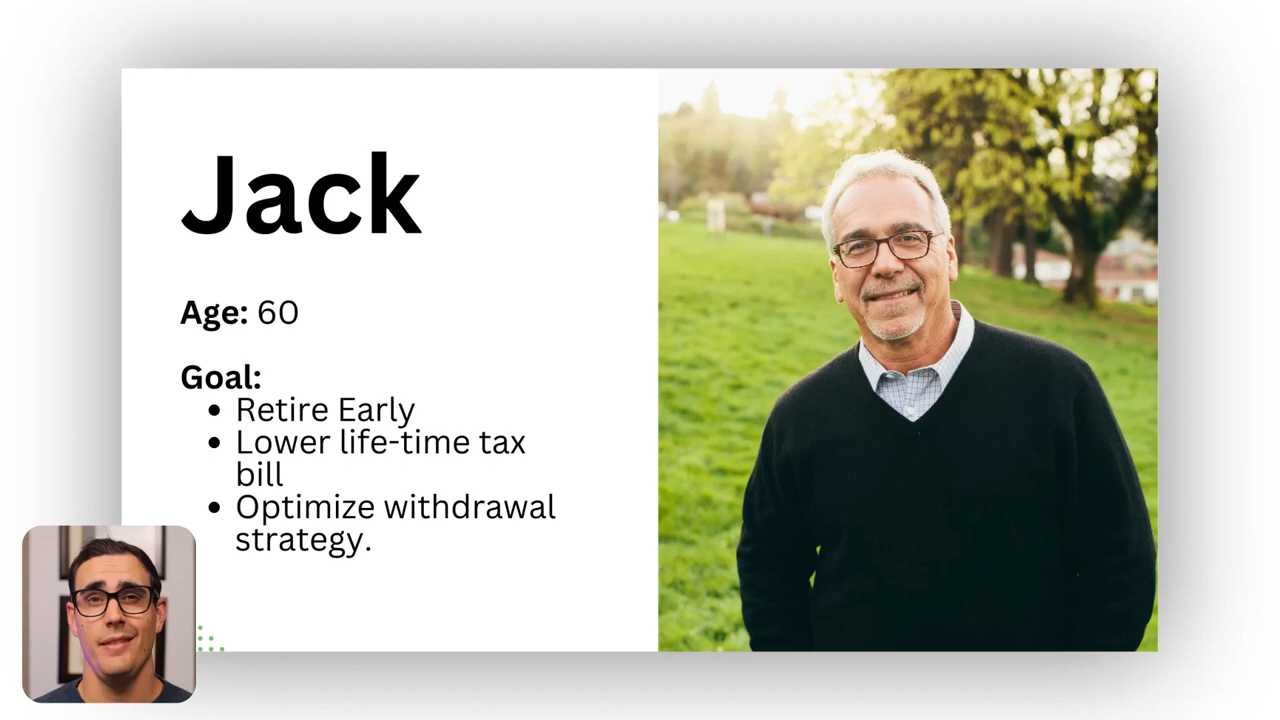 Jack
Age: 60
Goal:
• Retire Early
• Lower life-time tax
bill
• Optimize withdrawal
strategy.